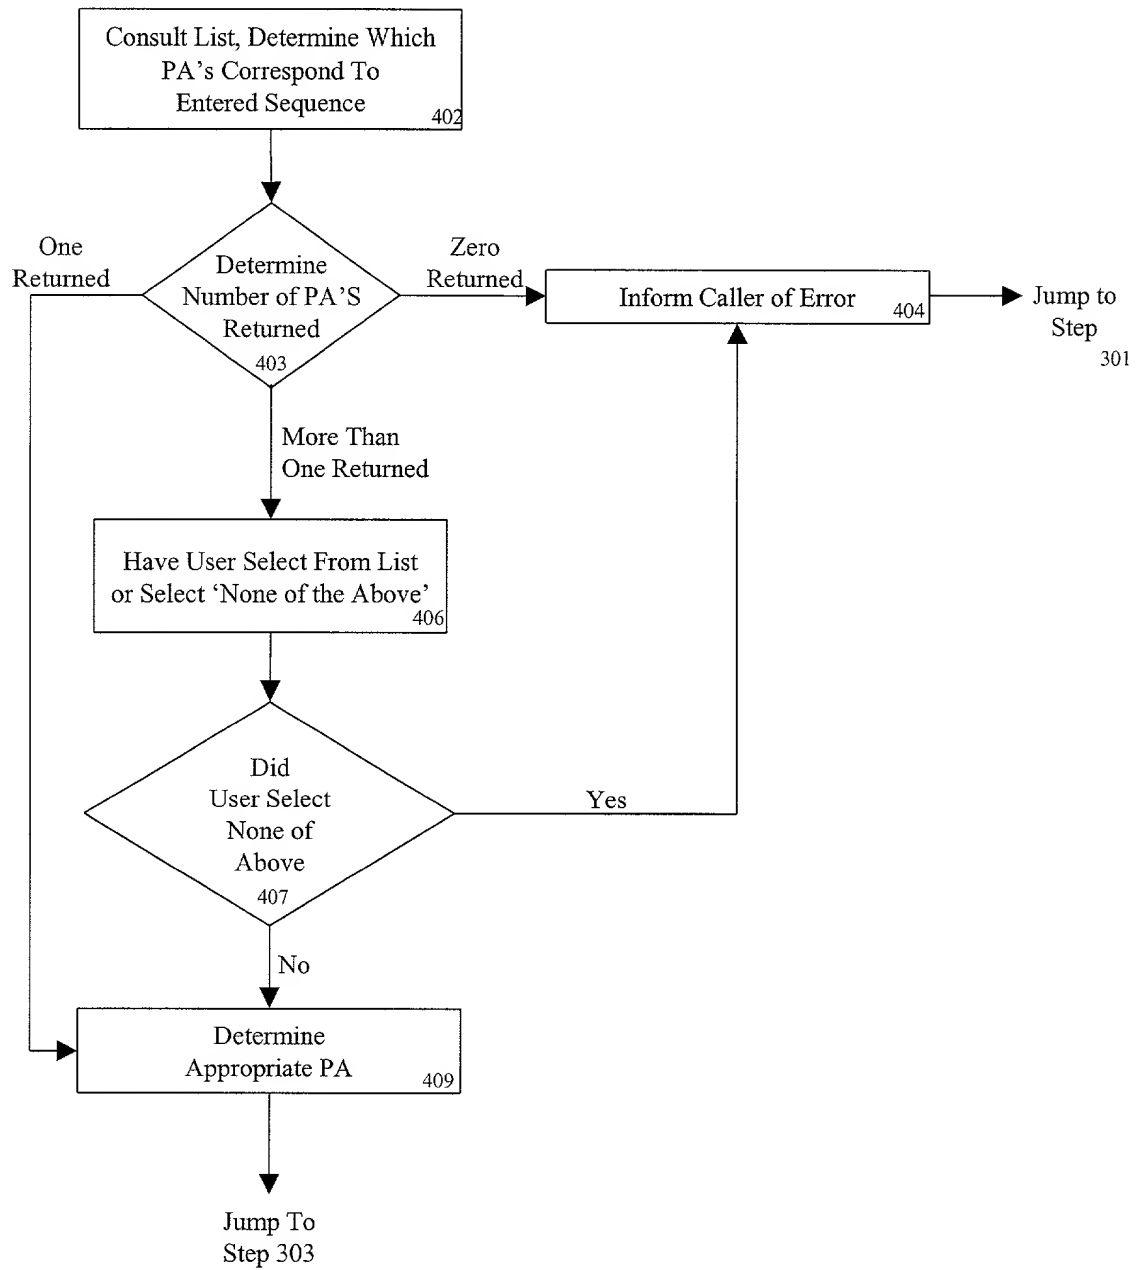 Consult List, Determine Which
PA's Correspond To
Entered Sequence
402
One
Returned
Zero
Returned
Determine
Number of PA'S
Returned
403
Inform Caller of Error
404
Jump to
Step
301
More Than
One Returned
Have User Select From List
or Select ‘None of the Above’
406
Did
User Select
None of
Above
407
Yes
No
Determine
Appropriate PA
409
Jump To
Step 303